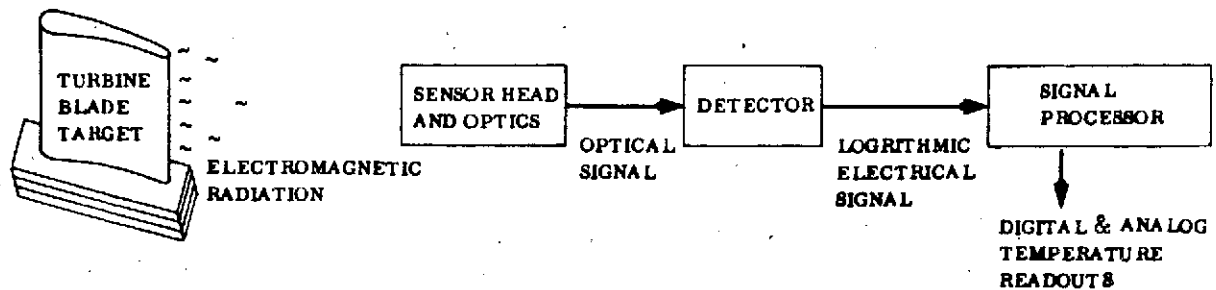 TURBINE
BLADE
TARGET
ELECTROMAGNETIC
RADIATION
SENSOR HEAD
AND OPTICS
OPTICAL
SIGNAL
DETECTOR
LOGRITHMIC
ELECTRICAL
SIGNAL
SIGNAL
PROCESSOR
DIGITAL & ANALOG
TEMPERATURE
READOUTS